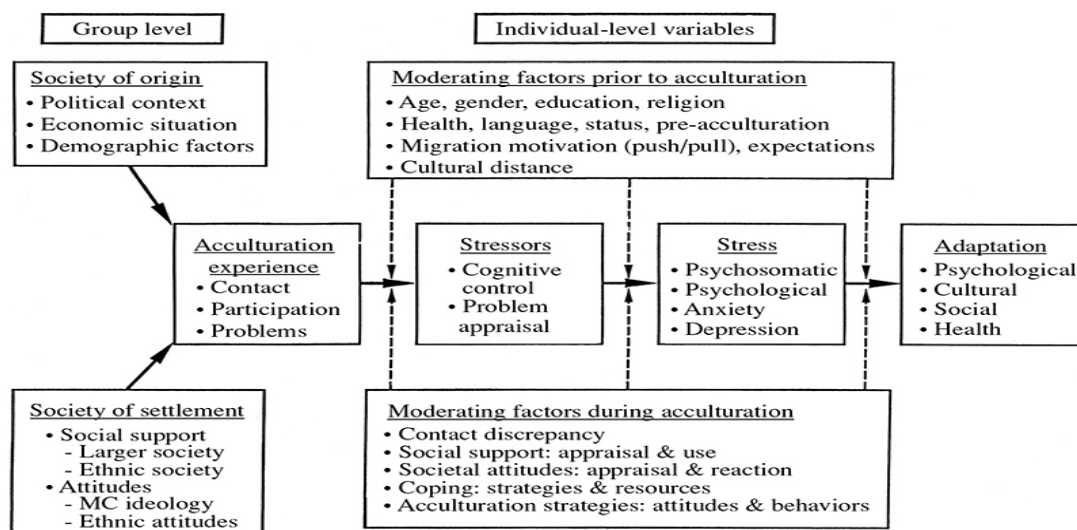 Group level
Individual-level variables
Society of origin
• Political context
• Economic situation
• Demographic factors
Moderating factors prior to acculturation
• Age, gender, education, religion
• Health, language, status, pre-acculturation
• Migration motivation (push/pull), expectations
• Cultural distance
Acculturation
experience
• Contact
• Participation
• Problems
Stressors
• Cognitive
control
• Problem
appraisal
Stress
• Psychosomatic
• Psychological
• Anxiety
• Depression
Adaptation
• Psychological
• Cultural
• Social
• Health
Society of settlement
• Social support
- Larger society
- Ethnic society
• Attitudes
- MC ideology
- Ethnic attitudes
Moderating factors during acculturation
• Contact discrepancy
• Social support: appraisal & use
• Societal attitudes: appraisal & reaction
• Coping: strategies & resources
• Acculturation strategies: attitudes & behaviors